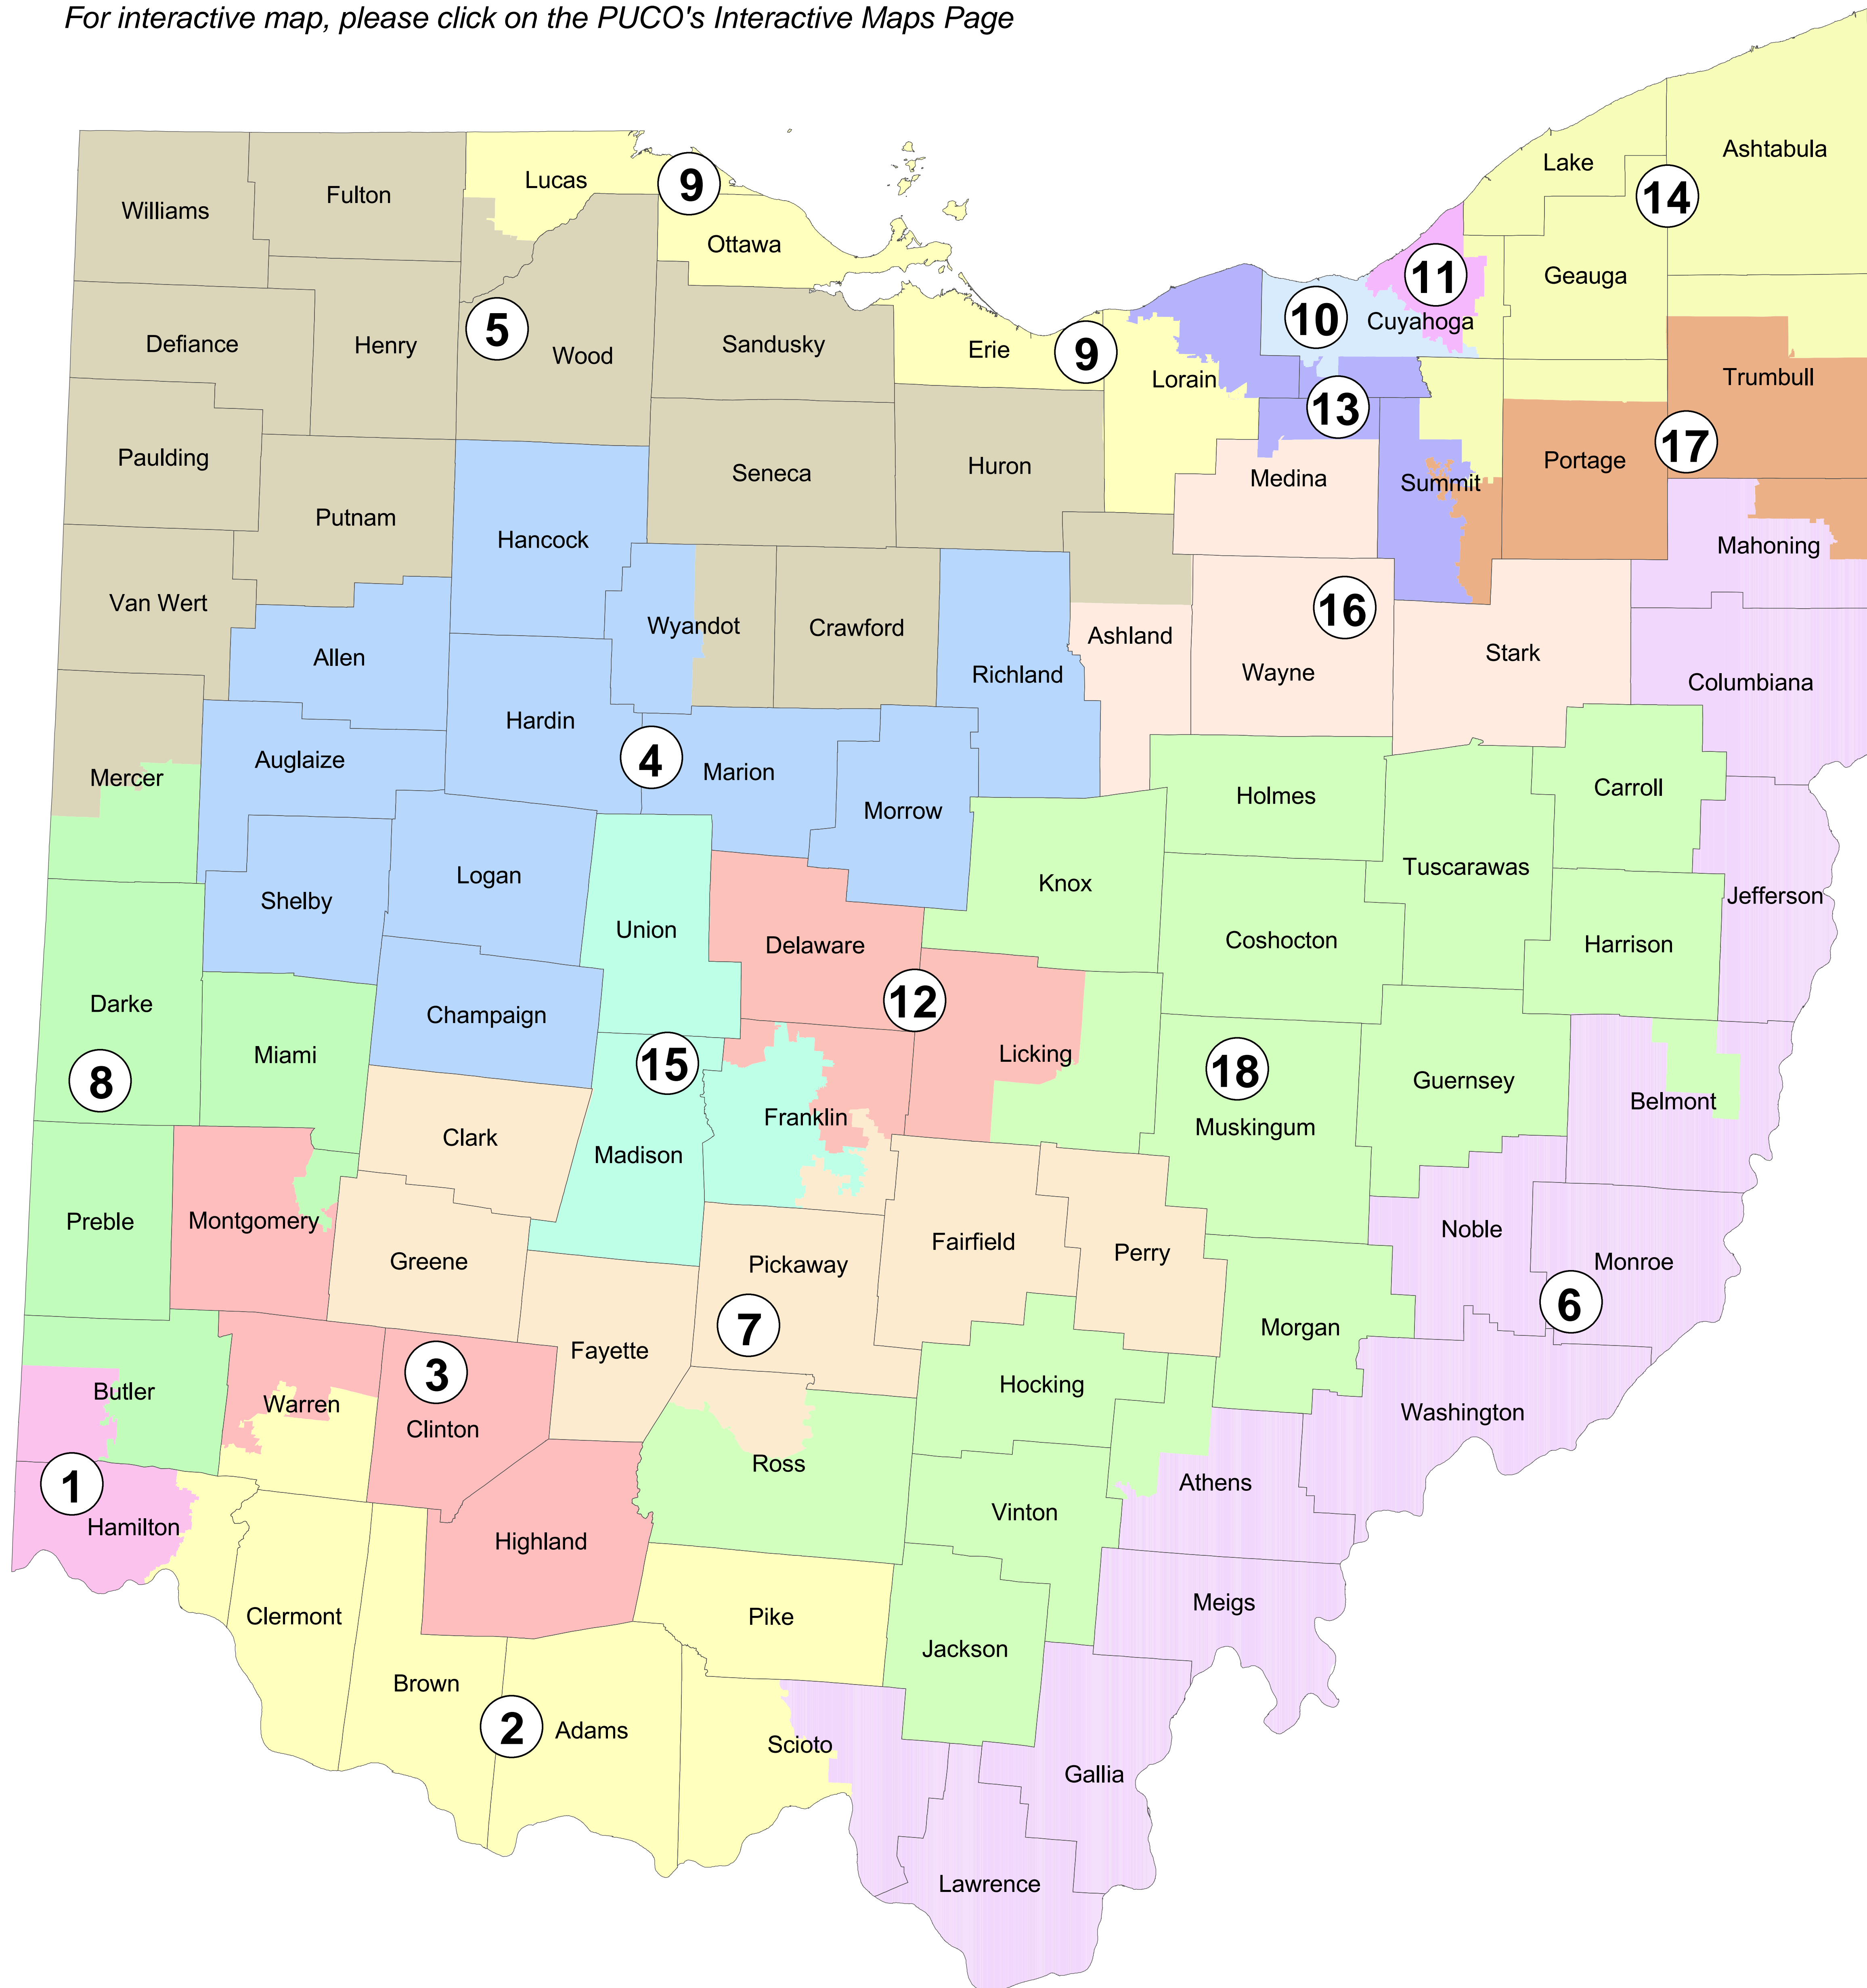 For interactive map, please click on the PUCO's Interactive Maps Page
Williams
Fulton
Lucas
9
Ottawa
Lake
14
Ashtabula
Geauga
11
10
Cuyahoga
Defiance
Henry
5
Wood
Sandusky
Erie
9
Lorain
13
Trumbull
17
Portage
Paulding
Putnam
Hancock
Seneca
Huron
Medina
Summit
Mahoning
Van Wert
Allen
Wyandot
Crawford
Richland
Ashland
16
Wayne
Stark
Columbiana
Mercer
Auglaize
Hardin
4
Marion
Morrow
Holmes
Carroll
Tuscarawas
Shelby
Logan
Union
Delaware
Knox
Coshocton
Harrison
Jefferson
Darke
8
Miami
Champaign
15
12
Licking
18
Muskingum
Guernsey
Belmont
Clark
Madison
Franklin
Preble
Montgomery
Greene
Pickaway
Fairfield
Perry
Noble
Monroe
6
Morgan
7
Fayette
3
Clinton
Butler
Warren
Hocking
Washington
1
Hamilton
Ross
Athens
Vinton
Highland
Clermont
Pike
Meigs
Jackson
Brown
2
Adams
Scioto
Gallia
Lawrence